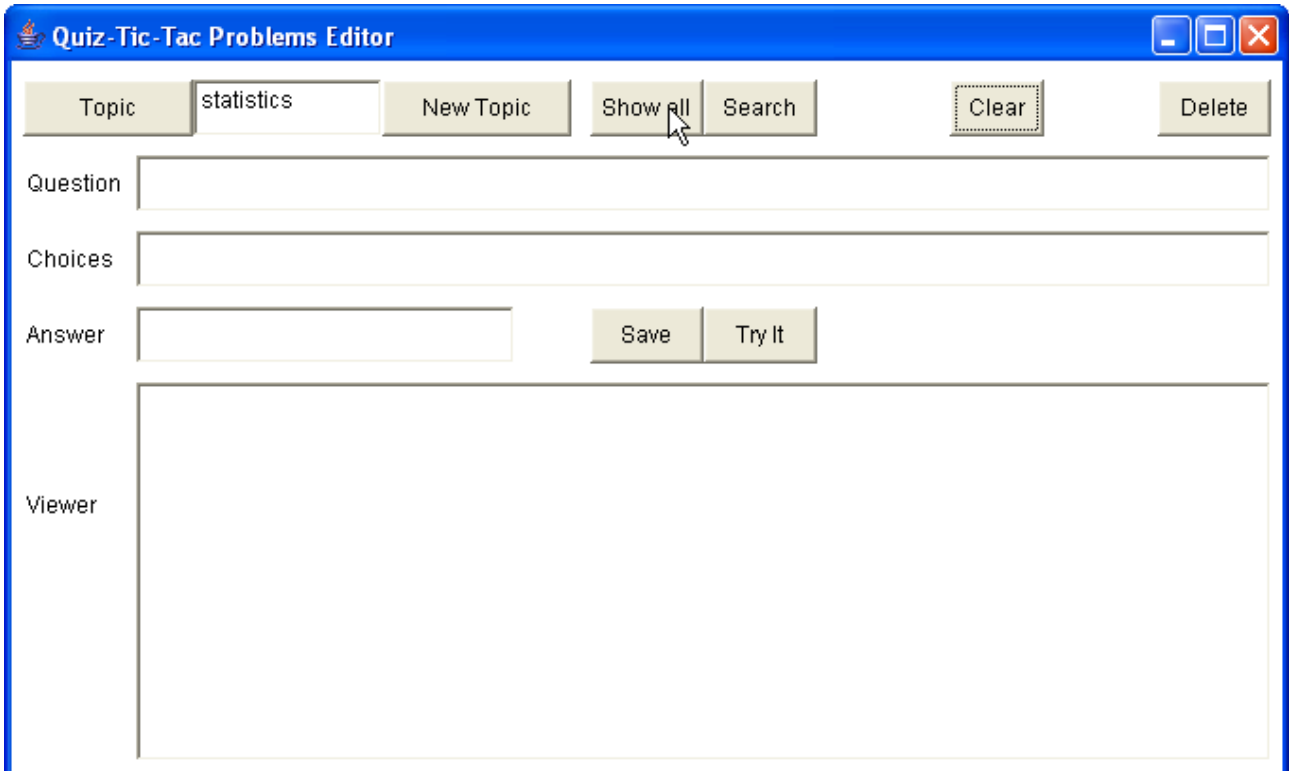 Quiz-Tic-Tac Problems Editor
Topic statistics New Topic Show all Search Clear Delete
Question
Choices
Answer Save Try It
Viewer